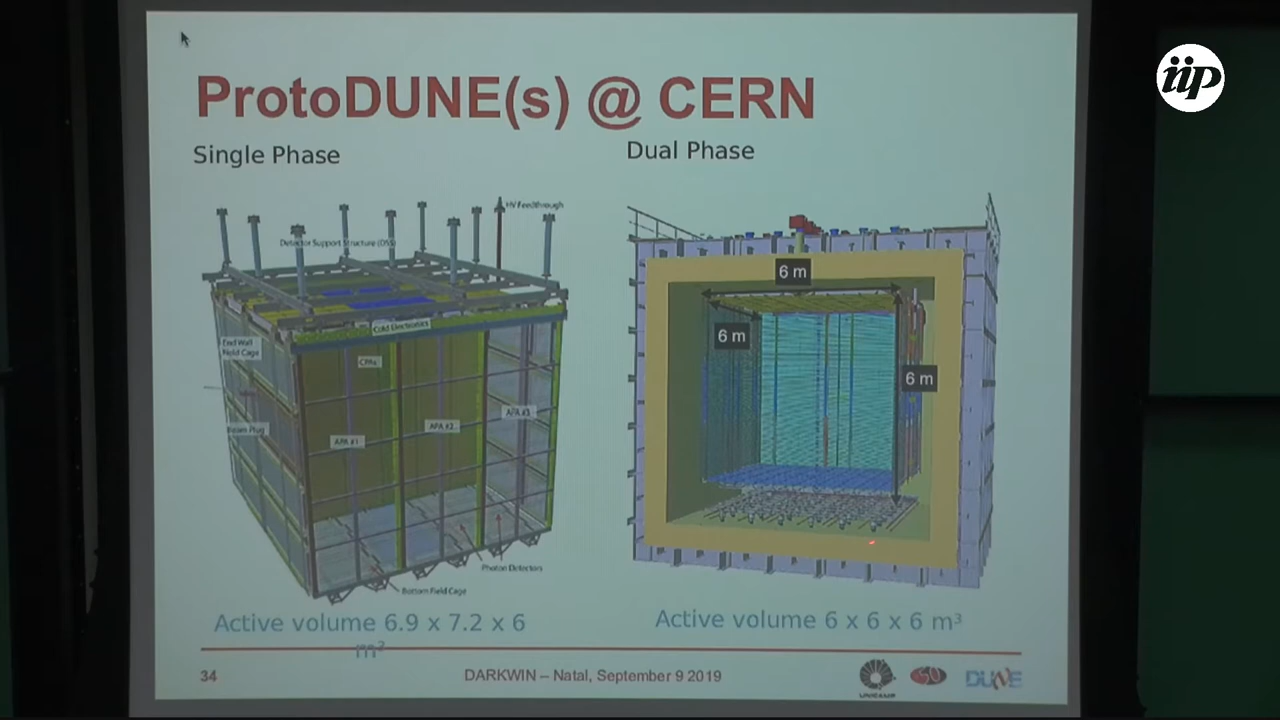 iip
ProtoDUNE(s) @ CERN
Single Phase
Dual Phase
HV Feedthrough
Detector Support Structure (DSS)
Cold Electronics
End Wall
Field Cage
CPAs
Beam Plug
APA #1
APA #2
APA #3
Photon Detectors
Bottom Field Cage
6 m
6 m
6 m
Active volume 6.9 x 7.2 x 6
m³
Active volume 6 x 6 x 6 m³
34
DARKWIN – Natal, September 9 2019
UNICAMP
50
DUNE